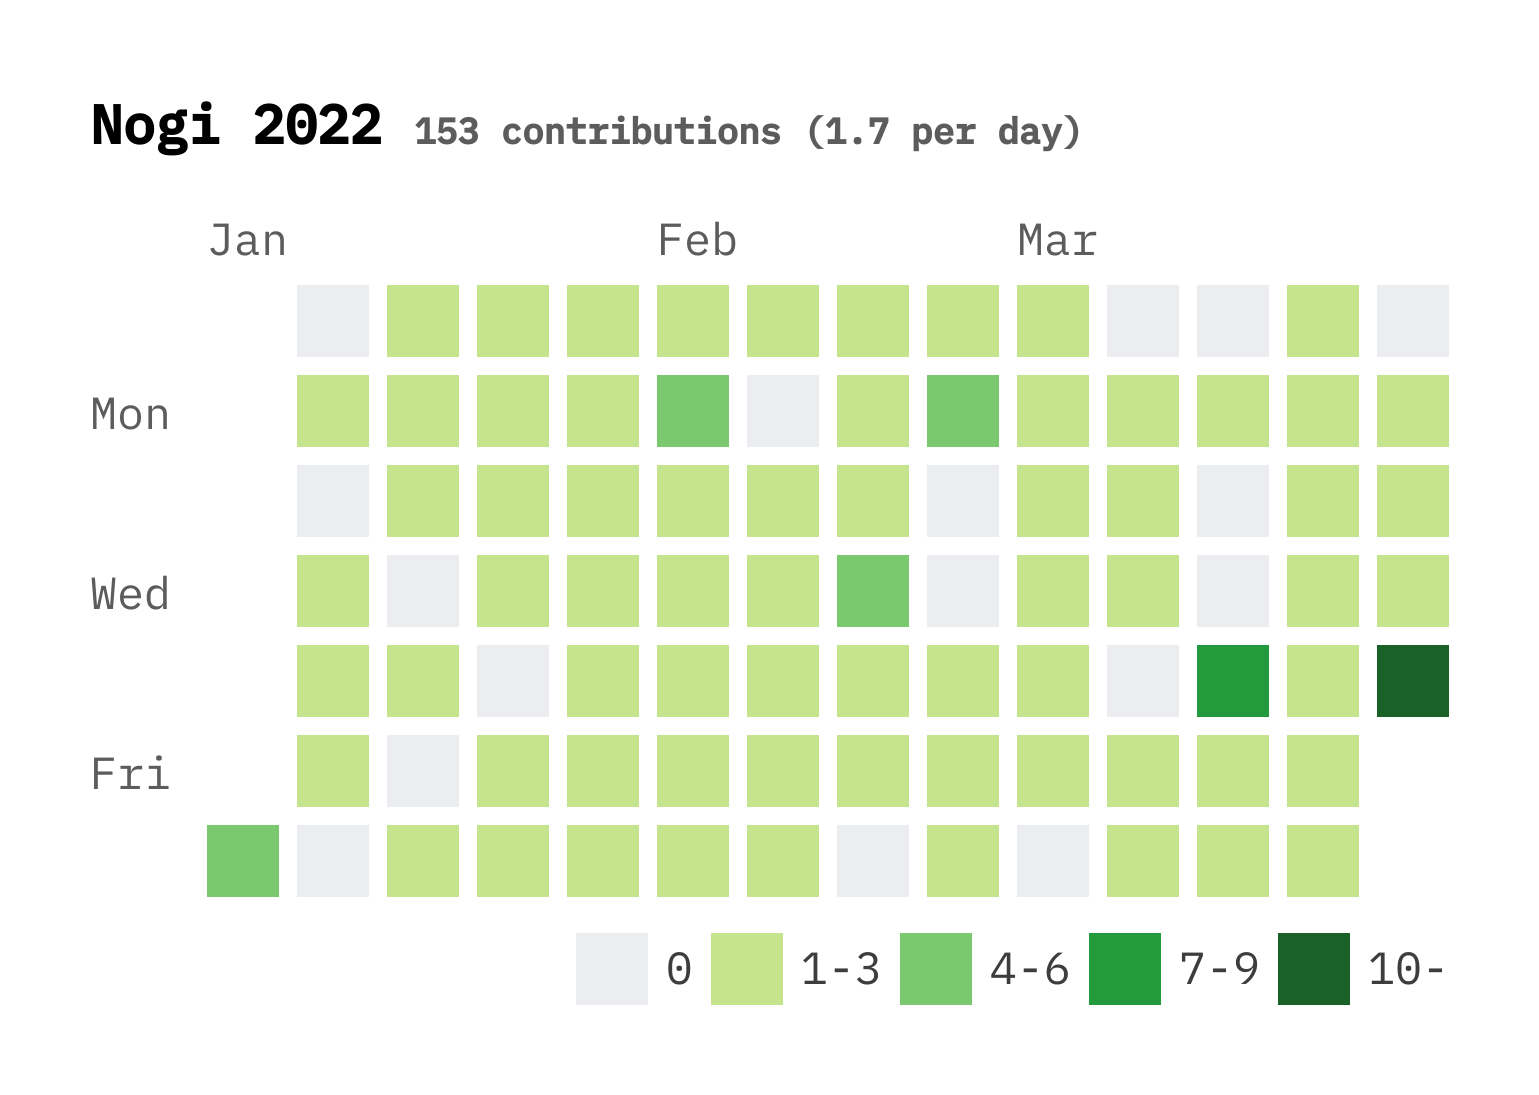 Nogi 2022 153 contributions (1.7 per day)
Jan Feb Mar
Mon
Wed
Fri
0 1-3 4-6 7-9 10-